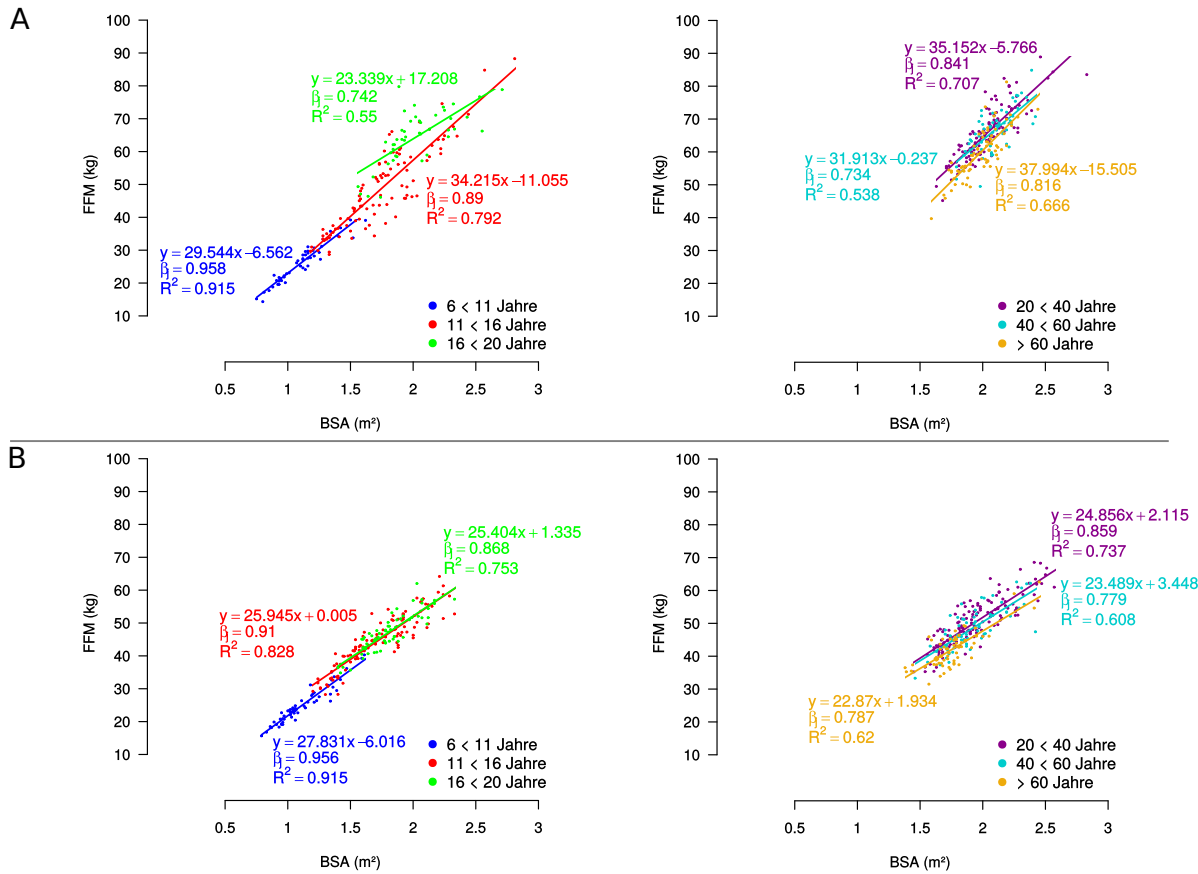 A
100
90
80
70
60
50
40
30
20
10
FFM (kg)
y = 23.339x + 17.208
βj = 0.742
R² = 0.55
y = 34.215x −11.055
βj = 0.89
R² = 0.792
y = 29.544x −6.562
βj = 0.958
R² = 0.915
6 < 11 Jahre
11 < 16 Jahre
16 < 20 Jahre
0.5 1 1.5 2 2.5 3
BSA (m²)
100
90
80
70
60
50
40
30
20
10
FFM (kg)
y = 35.152x −5.766
βj = 0.841
R² = 0.707
y = 31.913x −0.237
βj = 0.734
R² = 0.538
y = 37.994x −15.505
βj = 0.816
R² = 0.666
20 < 40 Jahre
40 < 60 Jahre
> 60 Jahre
0.5 1 1.5 2 2.5 3
BSA (m²)
B
100
90
80
70
60
50
40
30
20
10
FFM (kg)
y = 25.404x + 1.335
βj = 0.868
R² = 0.753
y = 25.945x + 0.005
βj = 0.91
R² = 0.828
y = 27.831x −6.016
βj = 0.956
R² = 0.915
6 < 11 Jahre
11 < 16 Jahre
16 < 20 Jahre
0.5 1 1.5 2 2.5 3
BSA (m²)
100
90
80
70
60
50
40
30
20
10
FFM (kg)
y = 24.856x + 2.115
βj = 0.859
R² = 0.737
y = 23.489x + 3.448
βj = 0.779
R² = 0.608
y = 22.87x + 1.934
βj = 0.787
R² = 0.62
20 < 40 Jahre
40 < 60 Jahre
> 60 Jahre
0.5 1 1.5 2 2.5 3
BSA (m²)